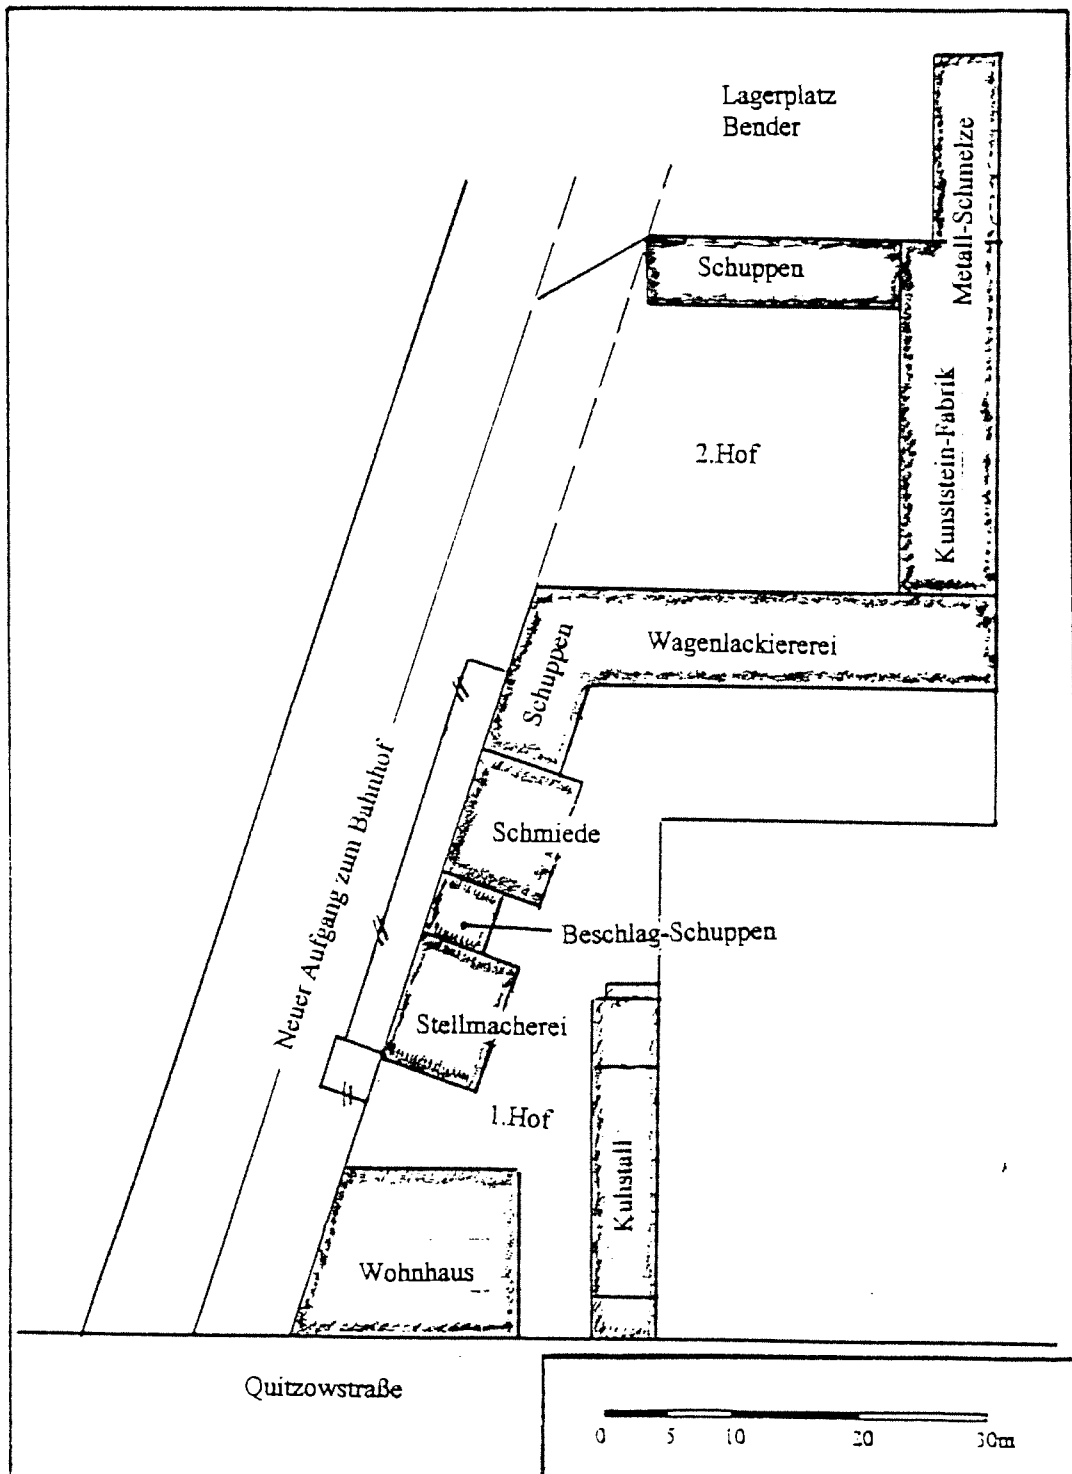 Lagerplatz
Bender
Metall-Schmelze
Schuppen
Kunststein-Fabrik
2.Hof
Wagenlackiererei
Schuppen
Schmiede
Neuer Aufgang zum Bahnhof
Beschlag-Schuppen
Stellmacherei
1.Hof
Kuhstall
Wohnhaus
Quitzowstraße
0 5 10 20 30m